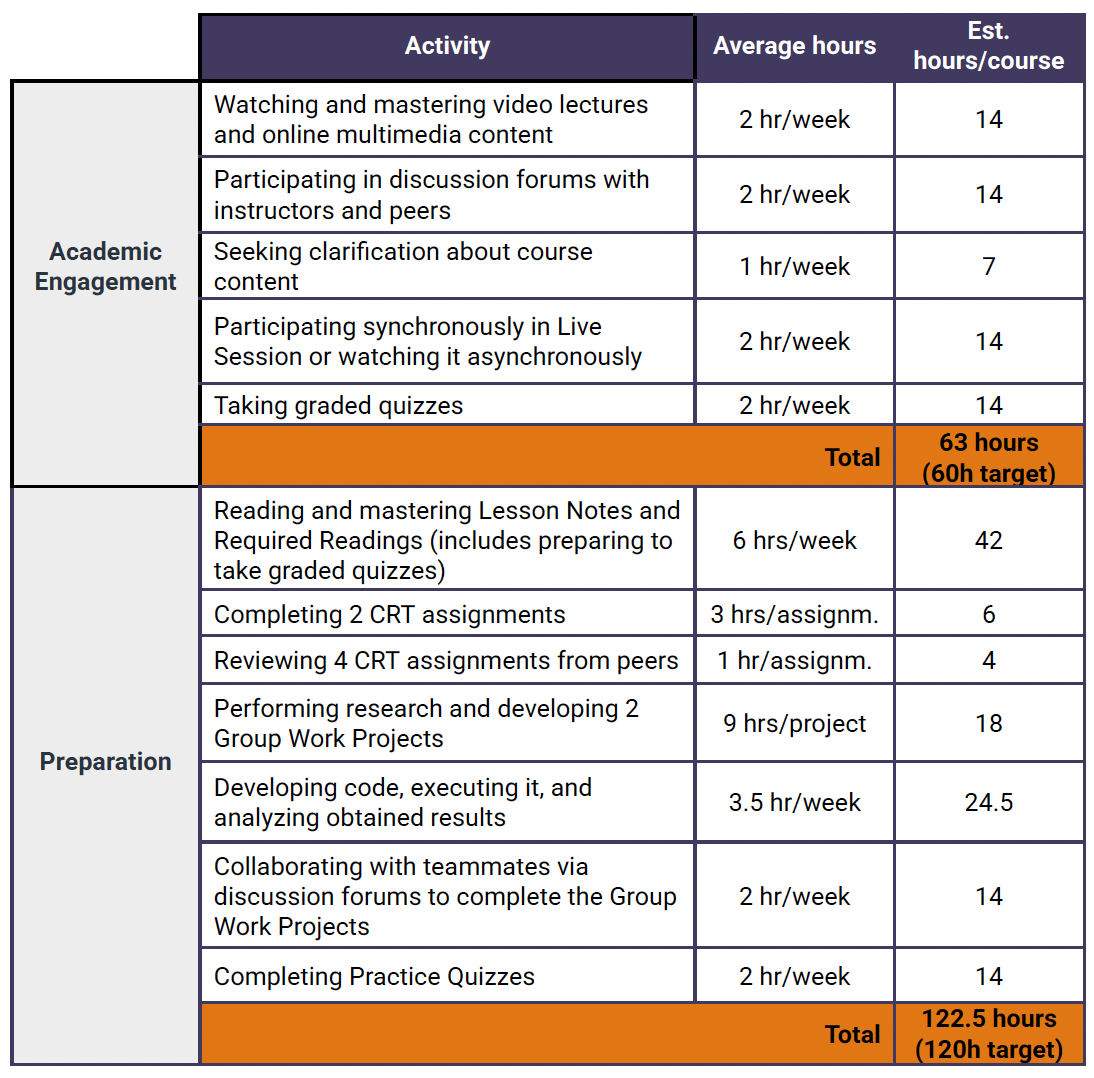 Activity
Average hours
Est.
hours/course
Academic
Engagement
Watching and mastering video lectures
and online multimedia content
2 hr/week
14
Participating in discussion forums with
instructors and peers
2 hr/week
14
Seeking clarification about course
content
1 hr/week
7
Participating synchronously in Live
Session or watching it asynchronously
2 hr/week
14
Taking graded quizzes
2 hr/week
14
Total
63 hours
(60h target)
Preparation
Reading and mastering Lesson Notes and
Required Readings (includes preparing to
take graded quizzes)
6 hrs/week
42
Completing 2 CRT assignments
3 hrs/assignm.
6
Reviewing 4 CRT assignments from peers
1 hr/assignm.
4
Performing research and developing 2
Group Work Projects
9 hrs/project
18
Developing code, executing it, and
analyzing obtained results
3.5 hr/week
24.5
Collaborating with teammates via
discussion forums to complete the Group
Work Projects
2 hr/week
14
Completing Practice Quizzes
2 hr/week
14
Total
122.5 hours
(120h target)